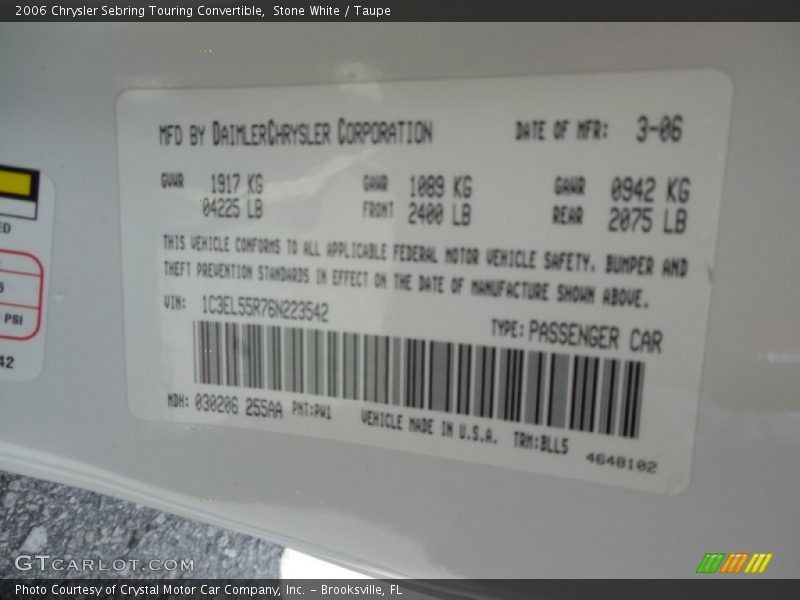 2006 Chrysler Sebring Touring Convertible, Stone White / Taupe
MFD BY DAIMLERCHRYSLER CORPORATION DATE OF MFR: 3-06
GVWR 1917 KG GAWR 1089 KG GAWR 0942 KG
04225 LB FRONT 2400 LB REAR 2075 LB
THIS VEHICLE CONFORMS TO ALL APPLICABLE FEDERAL MOTOR VEHICLE SAFETY, BUMPER AND
THEFT PREVENTION STANDARDS IN EFFECT ON THE DATE OF MANUFACTURE SHOWN ABOVE.
VIN: 1C3EL55R76N223542
TYPE: PASSENGER CAR
MDH: 030206 255AA PNT:PW1 VEHICLE MADE IN U.S.A. TRM:BLL5
4648102
PSI
42
GTCARLOT.COM
Photo Courtesy of Crystal Motor Car Company, Inc. – Brooksville, FL